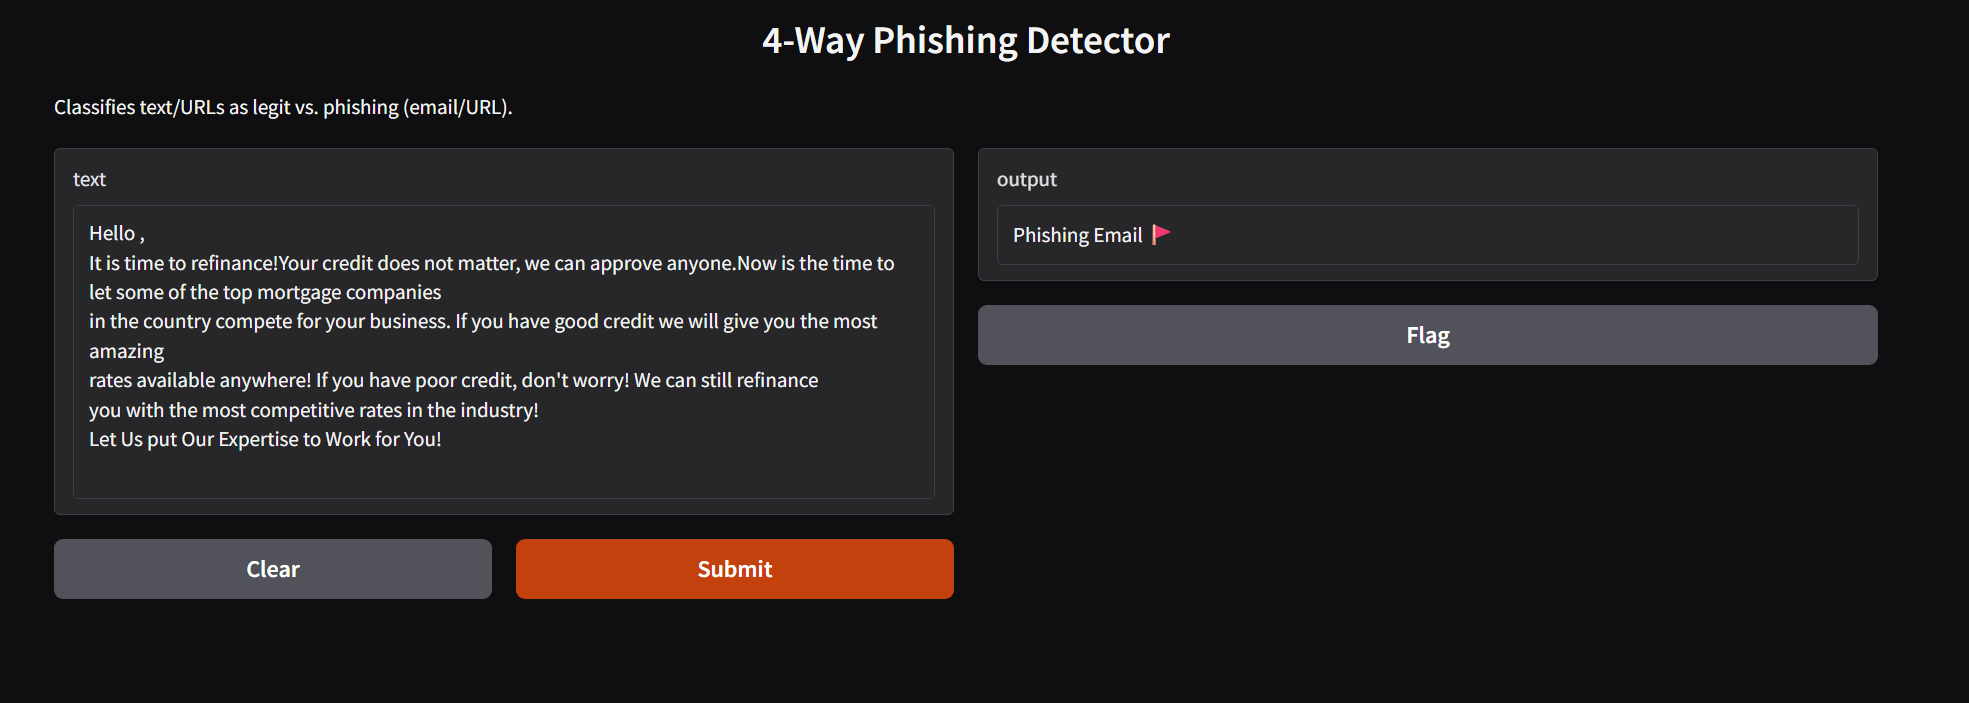 4-Way Phishing Detector
Classifies text/URLs as legit vs. phishing (email/URL).
text
Hello ,
It is time to refinance!Your credit does not matter, we can approve anyone.Now is the time to
let some of the top mortgage companies
in the country compete for your business. If you have good credit we will give you the most
amazing
rates available anywhere! If you have poor credit, don't worry! We can still refinance
you with the most competitive rates in the industry!
Let Us put Our Expertise to Work for You!
Clear
Submit
output
Phishing Email 🚩
Flag